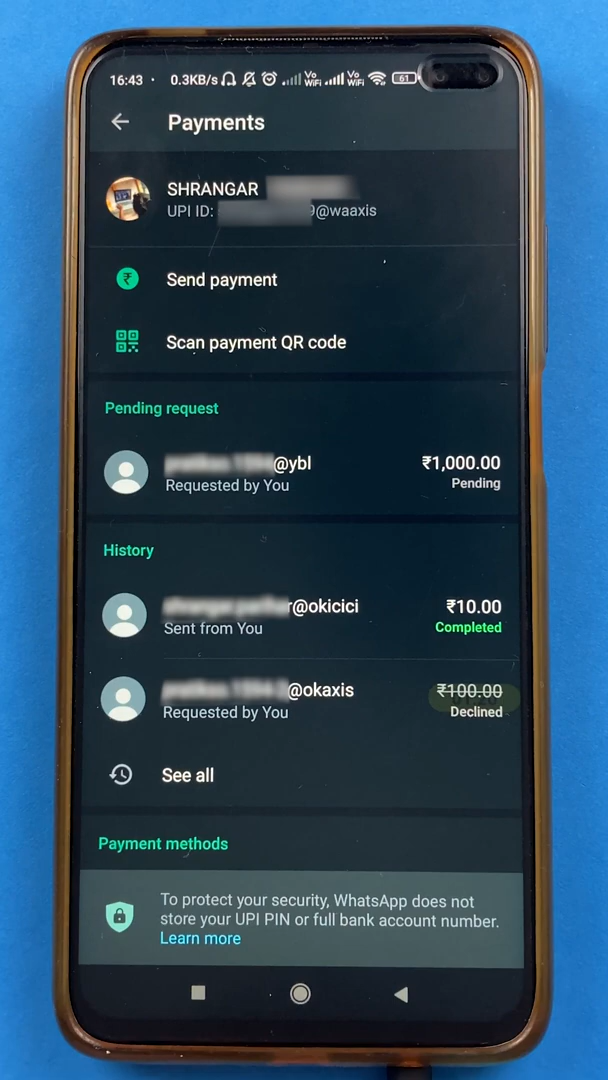 16:43 · 0.3KB/s Vo WiFi Vo WiFi 61
Payments
SHRANGAR
UPI ID: 9@waaxis
Send payment
Scan payment QR code
Pending request
@ybl ₹1,000.00
Requested by You Pending
History
r@okicici ₹10.00
Sent from You Completed
@okaxis ₹100.00
Requested by You Declined
See all
Payment methods
To protect your security, WhatsApp does not
store your UPI PIN or full bank account number.
Learn more